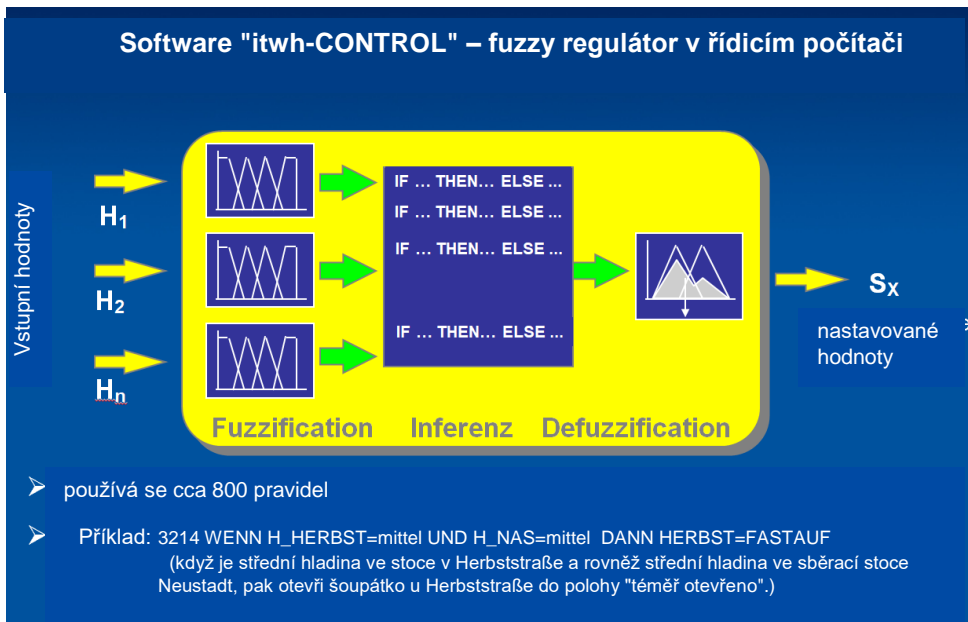 Software "itwh-CONTROL" – fuzzy regulátor v řídicím počítači
Vstupní hodnoty
H1
H2
Hn
IF ... THEN... ELSE ...
IF ... THEN... ELSE ...
IF ... THEN... ELSE ...
IF ... THEN... ELSE ...
SX
nastavované
hodnoty
*
Fuzzification Inferenz Defuzzification
➢ používá se cca 800 pravidel
➢ Příklad: 3214 WENN H_HERBST=mittel UND H_NAS=mittel DANN HERBST=FASTAUF
(když je střední hladina ve stoce v Herbststraße a rovněž střední hladina ve sběrací stoce
Neustadt, pak otevři šoupátko u Herbststraße do polohy "téměř otevřeno".)